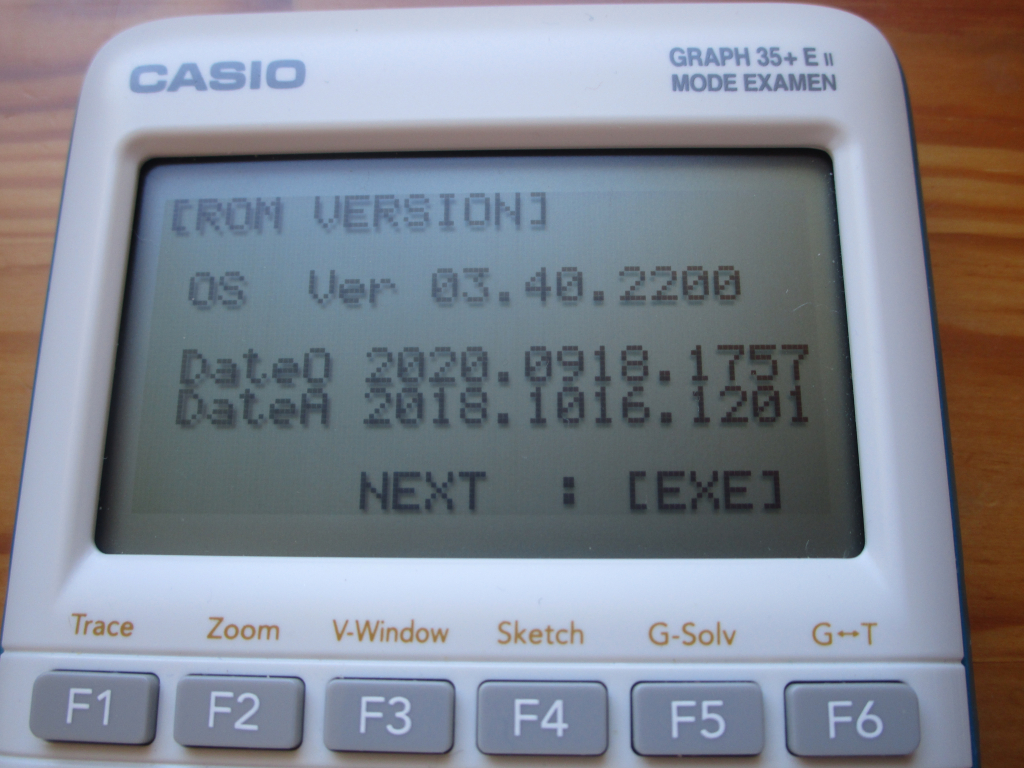 CASIO
GRAPH 35+ E II
MODE EXAMEN
[ROM VERSION]
OS Ver 03.40.2200
DateO 2020.0918.1757
DateA 2018.1016.1201
NEXT : [EXE]
Trace Zoom V-Window Sketch G-Solv G↔T
F1 F2 F3 F4 F5 F6